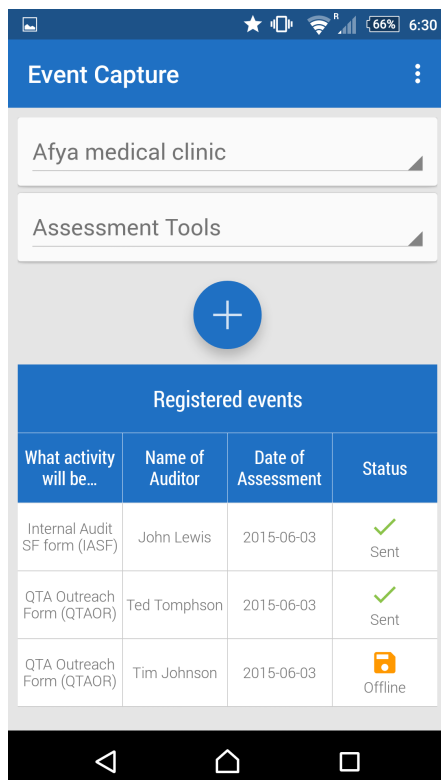 R 66% 6:30
Event Capture
Afya medical clinic
Assessment Tools
Registered events
What activity will be... Name of Auditor Date of Assessment Status
Internal Audit SF form (IASF) John Lewis 2015-06-03 Sent
QTA Outreach Form (QTAOR) Ted Tomphson 2015-06-03 Sent
QTA Outreach Form (QTAOR) Tim Johnson 2015-06-03 Offline